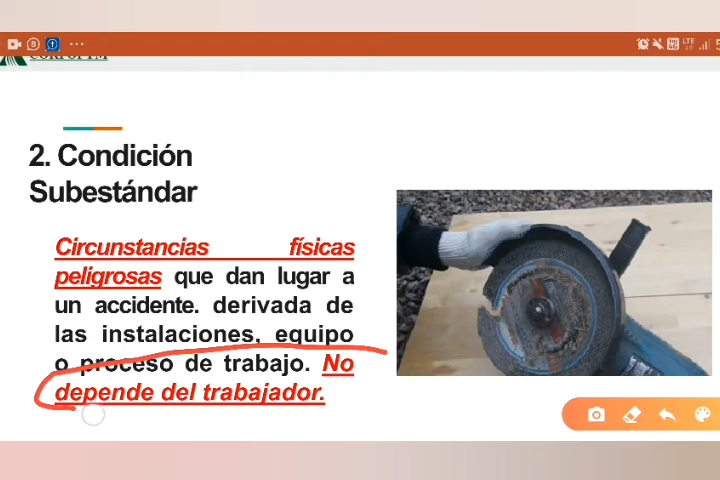 LTE
2. Condición
Subestándar
Circunstancias físicas
peligrosas que dan lugar a
un accidente. derivada de
las instalaciones, equipo
o proceso de trabajo. No
depende del trabajador.